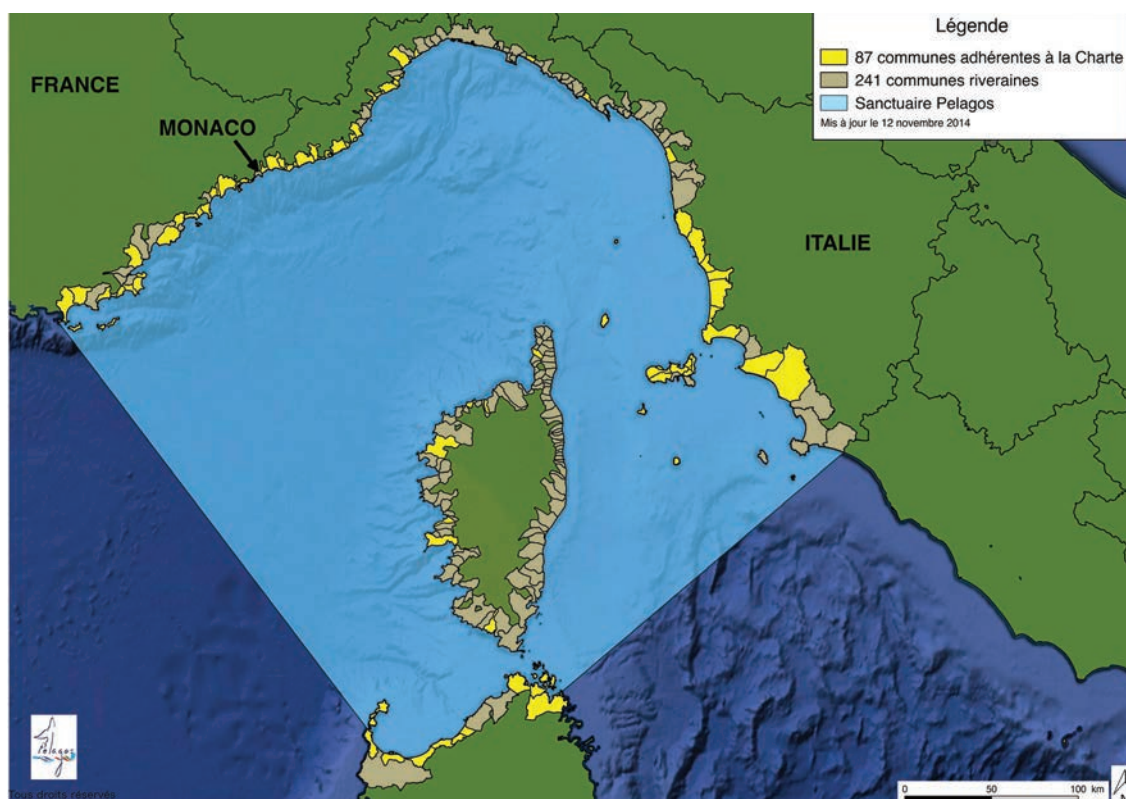 Légende
87 communes adhérentes à la Charte
241 communes riveraines
Sanctuaire Pelagos
Mis à jour le 12 novembre 2014
FRANCE
MONACO
ITALIE
Pelagos
Tous droits réservés
0 50 100 km
N